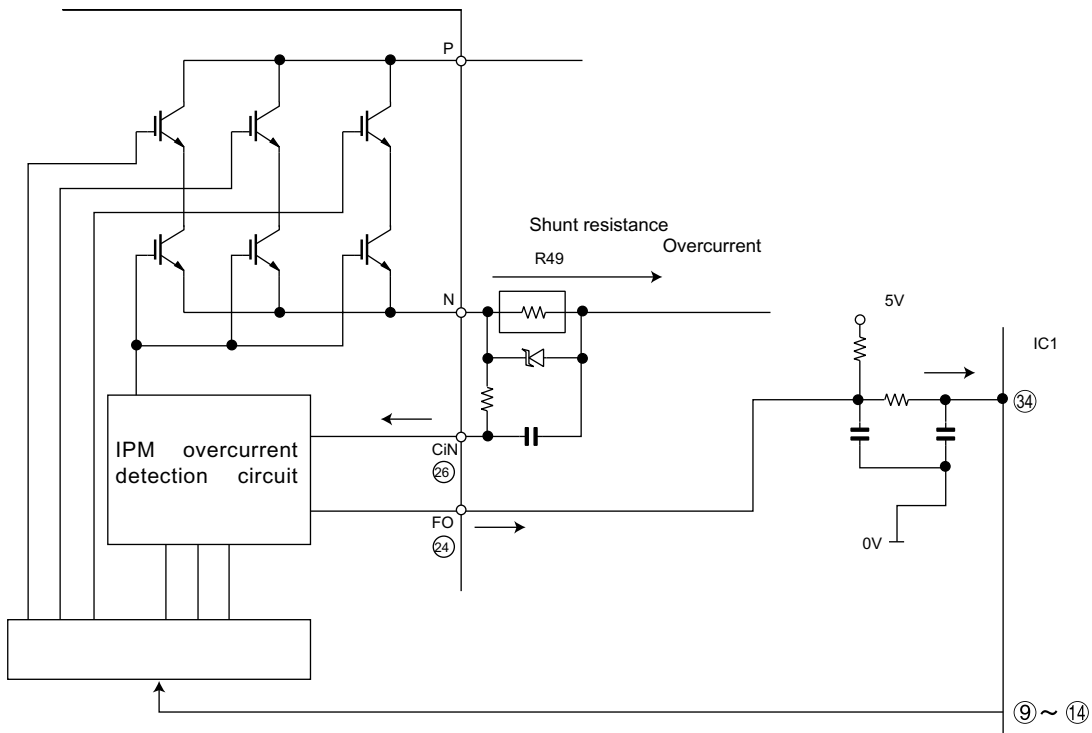 P
Shunt resistance
Overcurrent
R49
N
5V
IC1
34
IPM overcurrent
detection circuit
CiN
26
FO
24
0V
⑨～⑭